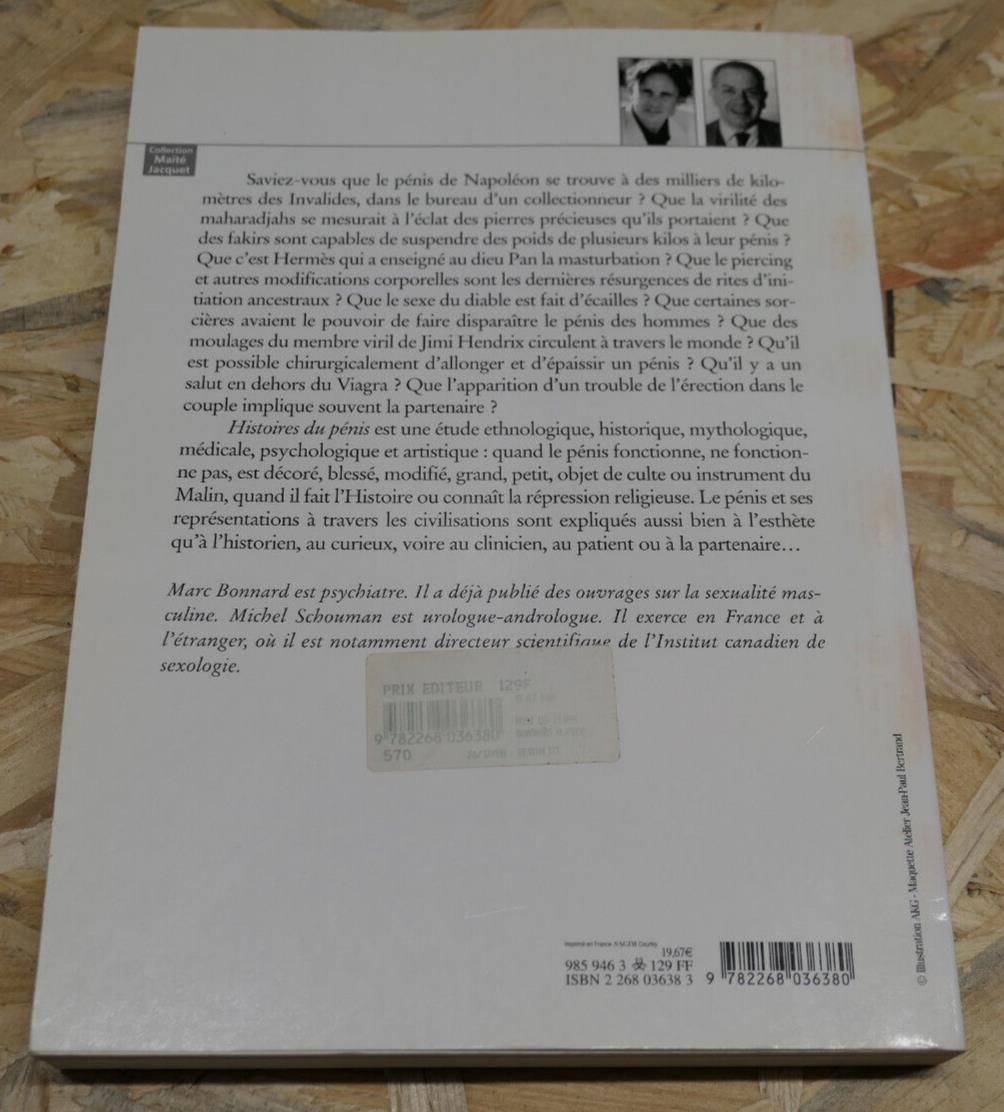 Collection
Maïté
Jacquet
Saviez-vous que le pénis de Napoléon se trouve à des milliers de kilo-
mètres des Invalides, dans le bureau d'un collectionneur ? Que la virilité des
maharadjahs se mesurait à l'éclat des pierres précieuses qu'ils portaient ? Que
des fakirs sont capables de suspendre des poids de plusieurs kilos à leur pénis ?
Que c'est Hermès qui a enseigné au dieu Pan la masturbation ? Que le piercing
et autres modifications corporelles sont les dernières résurgences de rites d'ini-
tiation ancestraux ? Que le sexe du diable est fait d'écailles ? Que certaines sor-
cières avaient le pouvoir de faire disparaître le pénis des hommes ? Que des
moulages du membre viril de Jimi Hendrix circulent à travers le monde ? Qu'il
est possible chirurgicalement d'allonger et d'épaissir un pénis ? Qu'il y a un
salut en dehors du Viagra ? Que l'apparition d'un trouble de l'érection dans le
couple implique souvent la partenaire ?
Histoires du pénis est une étude ethnologique, historique, mythologique,
médicale, psychologique et artistique : quand le pénis fonctionne, ne fonction-
ne pas, est décoré, blessé, modifié, grand, petit, objet de culte ou instrument du
Malin, quand il fait l'Histoire ou connaît la répression religieuse. Le pénis et ses
représentations à travers les civilisations sont expliqués aussi bien à l'esthète
qu'à l'historien, au curieux, voire au clinicien, au patient ou à la partenaire...
Marc Bonnard est psychiatre. Il a déjà publié des ouvrages sur la sexualité mas-
culine. Michel Schouman est urologue-andrologue. Il exerce en France et à
l'étranger, où il est notamment directeur scientifique de l'Institut canadien de
sexologie.
PRIX EDITEUR 129F
9 782268 036380
570
Imprimé en France
19,67€
985 946 3 129 FF
ISBN 2 268 03638 3
9 782268 036380
© Illustration AKG - Maquette Atelier Jean-Paul Bertrand